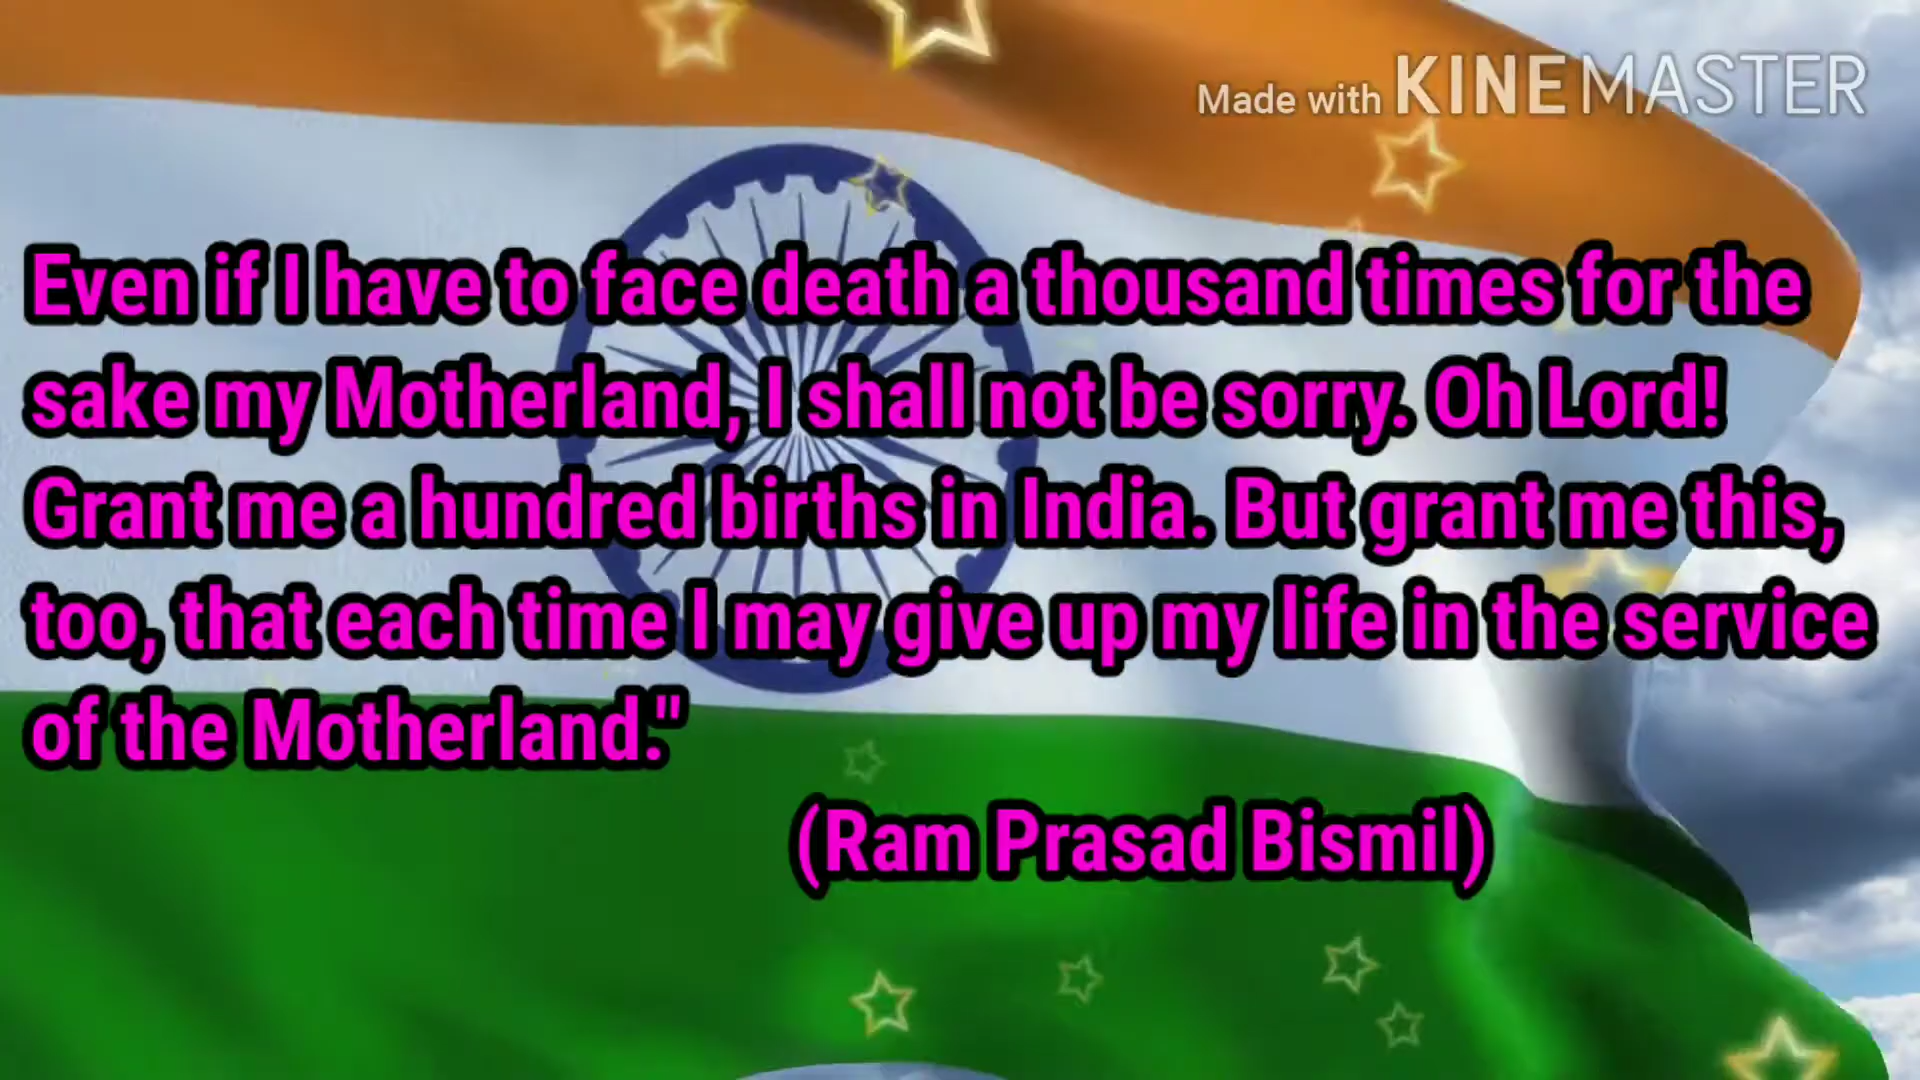 Made with KINEMASTER
Even if I have to face death a thousand times for the
sake my Motherland, I shall not be sorry. Oh Lord!
Grant me a hundred births in India. But grant me this,
too, that each time I may give up my life in the service
of the Motherland."
(Ram Prasad Bismil)